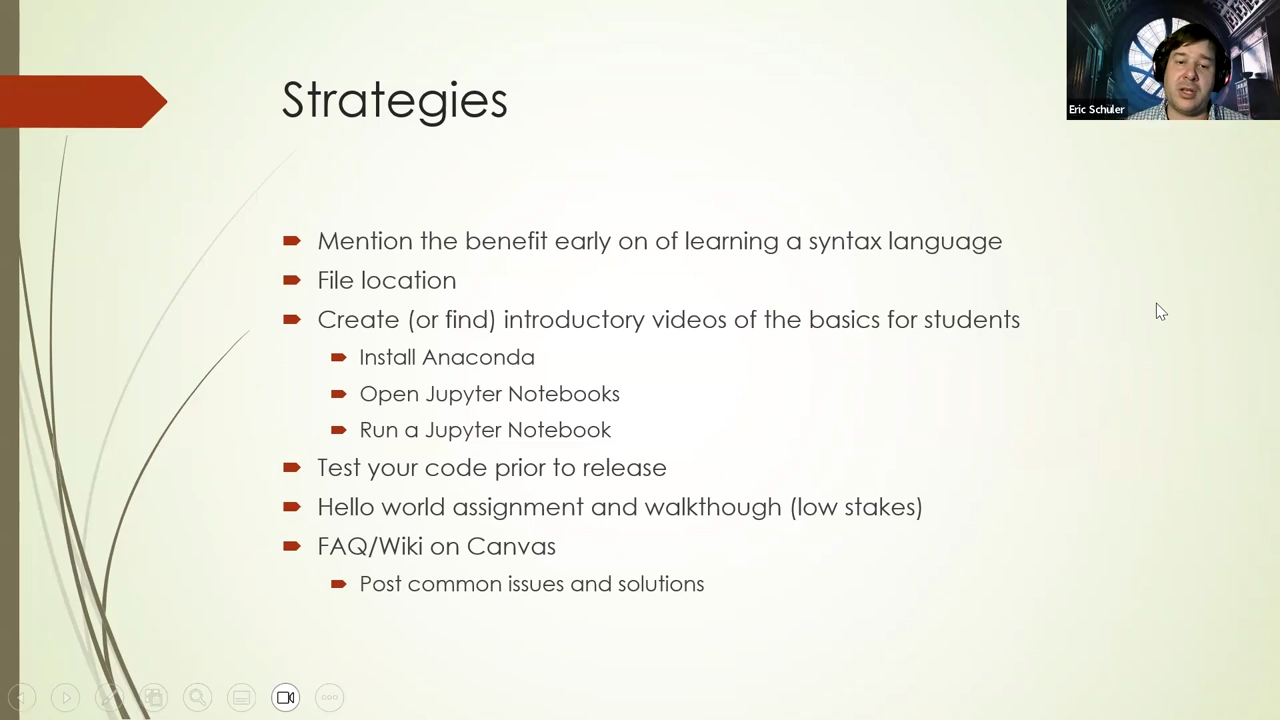 Strategies
Eric Schuler
Mention the benefit early on of learning a syntax language
File location
Create (or find) introductory videos of the basics for students
Install Anaconda
Open Jupyter Notebooks
Run a Jupyter Notebook
Test your code prior to release
Hello world assignment and walkthough (low stakes)
FAQ/Wiki on Canvas
Post common issues and solutions